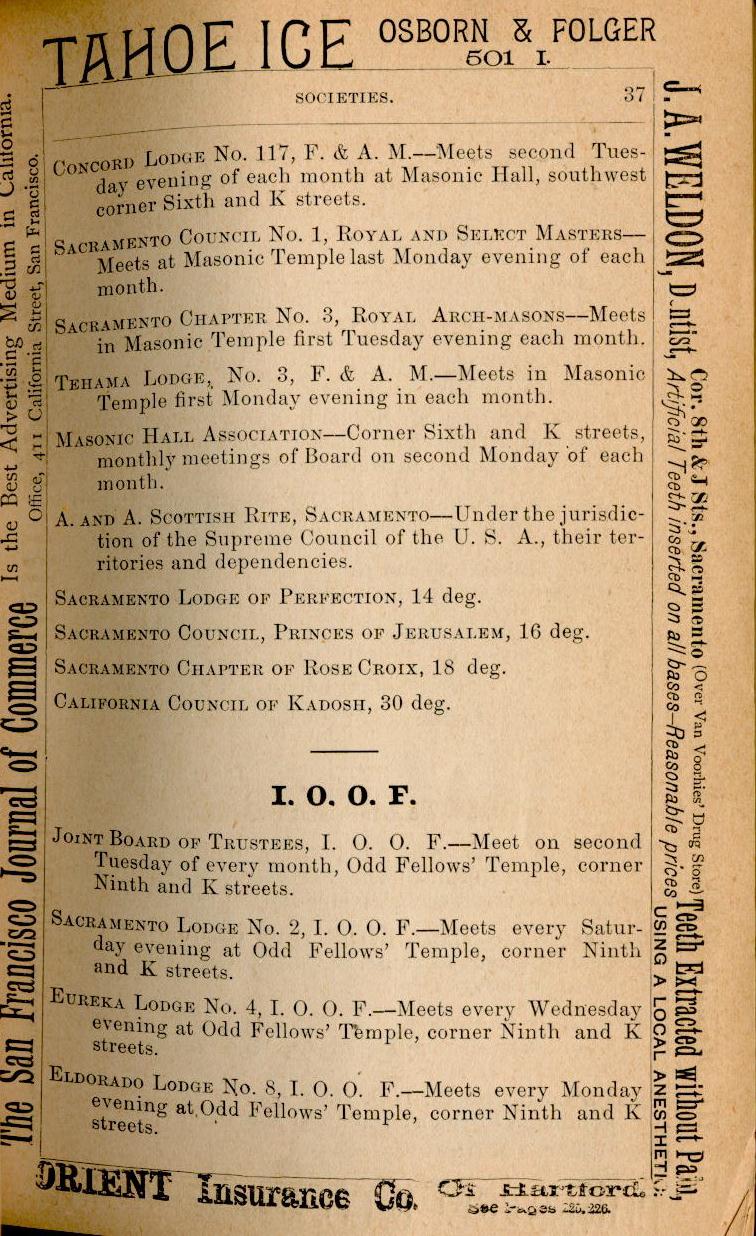 TAHOE ICE OSBORN & FOLGER
501 I.
SOCIETIES. 37
CONCORD LODGE No. 117, F. & A. M.—Meets second Tues-
day evening of each month at Masonic Hall, southwest
corner Sixth and K streets.
SACRAMENTO COUNCIL No. 1, ROYAL AND SELECT MASTERS—
Meets at Masonic Temple last Monday evening of each
month.
SACRAMENTO CHAPTER No. 3, ROYAL ARCH-MASONS—Meets
in Masonic Temple first Tuesday evening each month.
TEHAMA LODGE, No. 3, F. & A. M.—Meets in Masonic
Temple first Monday evening in each month.
MASONIC HALL ASSOCIATION—Corner Sixth and K streets,
monthly meetings of Board on second Monday of each
month.
A. AND A. SCOTTISH RITE, SACRAMENTO—Under the jurisdic-
tion of the Supreme Council of the U. S. A., their ter-
ritories and dependencies.
SACRAMENTO LODGE OF PERFECTION, 14 deg.
SACRAMENTO COUNCIL, PRINCES OF JERUSALEM, 16 deg.
SACRAMENTO CHAPTER OF ROSE CROIX, 18 deg.
CALIFORNIA COUNCIL OF KADOSH, 30 deg.
I. O. O. F.
JOINT BOARD OF TRUSTEES, I. O. O. F.—Meet on second
Tuesday of every month, Odd Fellows' Temple, corner
Ninth and K streets.
SACRAMENTO LODGE No. 2, I. O. O. F.—Meets every Satur-
day evening at Odd Fellows' Temple, corner Ninth
and K streets.
EUREKA LODGE No. 4, I. O. O. F.—Meets every Wednesday
evening at Odd Fellows' Temple, corner Ninth and K
streets.
ELDORADO LODGE No. 8, I. O. O. F.—Meets every Monday
evening at Odd Fellows' Temple, corner Ninth and K
streets.
ORIENT Insurance Co. Of Hartford.
See Pages 225, 226.
The San Francisco Journal of Commerce Is the Best Advertising Medium in California.
Office, 411 California Street, San Francisco.
J. A. WELDON, Dentist, Cor. 8th & J Sts., Sacramento (Over Van Voorhies' Drug Store) Teeth Extracted without Pain,
Artificial Teeth inserted on all bases—Reasonable prices USING A LOCAL ANESTHETIC